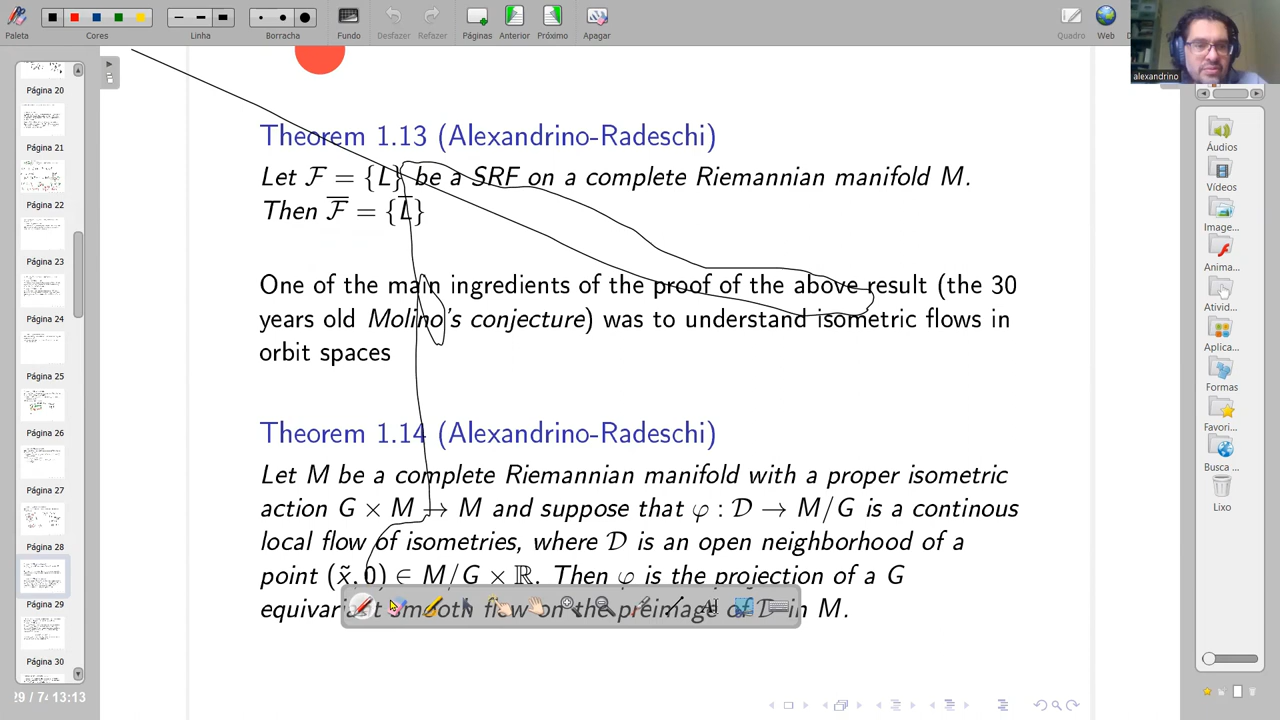 Paleta
Cores
Linha
Borracha
Fundo
Desfazer
Refazer
Páginas
Anterior
Próximo
Apagar
Quadro
Web
alexandrino
Página 20
Página 21
Página 22
Página 23
Página 24
Página 25
Página 26
Página 27
Página 28
Página 29
Página 30
29 / 74 13:13
Theorem 1.13 (Alexandrino-Radeschi)
Let F = {L} be a SRF on a complete Riemannian manifold M.
Then F̅ = {L̅}
One of the main ingredients of the proof of the above result (the 30
years old Molino's conjecture) was to understand isometric flows in
orbit spaces
Theorem 1.14 (Alexandrino-Radeschi)
Let M be a complete Riemannian manifold with a proper isometric
action G × M → M and suppose that φ : D → M/G is a continous
local flow of isometries, where D is an open neighborhood of a
point (x̃, 0) ∈ M/G × ℝ. Then φ is the projection of a G
equivariant smooth flow on the preimage of D in M.
Áudios
Vídeos
Image...
Anima...
Ativid...
Aplica...
Formas
Favori...
Busca ...
Lixo